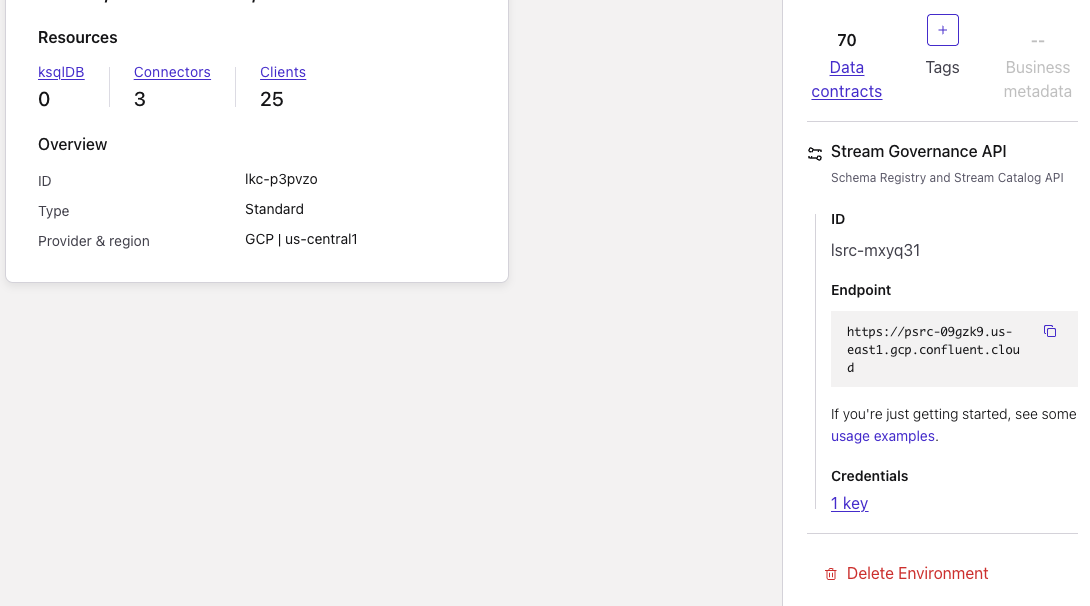 Resources
ksqlDB
0
Connectors
3
Clients
25
Overview
ID
lkc-p3pvzo
Type
Standard
Provider & region
GCP | us-central1
70
Data
contracts
Tags
--
Business
metadata
Stream Governance API
Schema Registry and Stream Catalog API
ID
lsrc-mxyq31
Endpoint
https://psrc-09gzk9.us-
east1.gcp.confluent.clou
d
If you're just getting started, see some
usage examples.
Credentials
1 key
Delete Environment